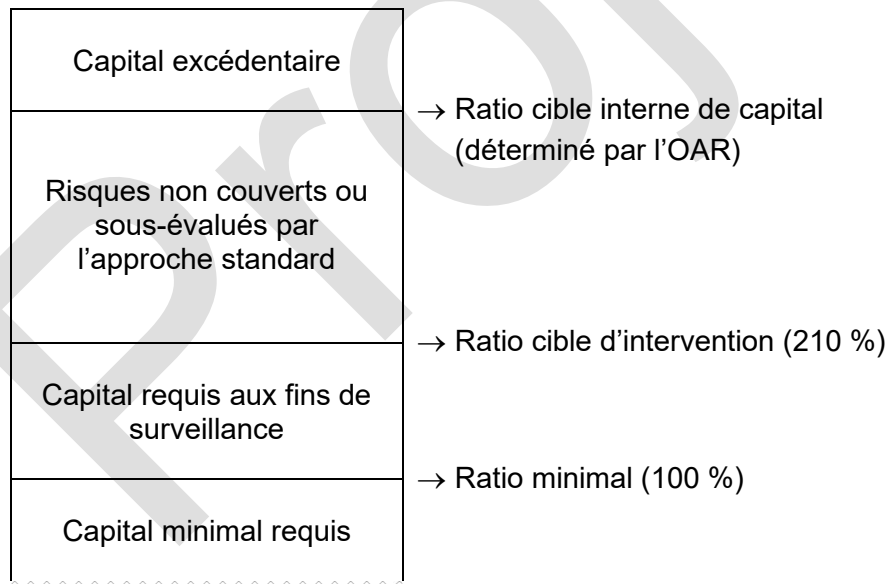 Capital excédentaire
→ Ratio cible interne de capital
(déterminé par l’OAR)
Risques non couverts ou
sous-évalués par
l’approche standard
→ Ratio cible d’intervention (210 %)
Capital requis aux fins de
surveillance
→ Ratio minimal (100 %)
Capital minimal requis